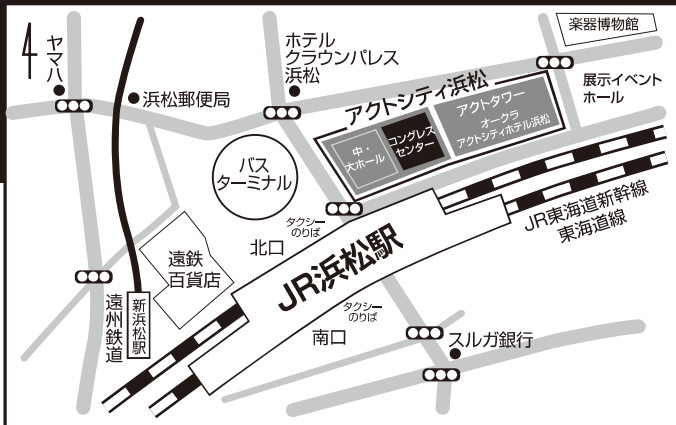 ヤマハ
浜松郵便局
ホテル
クラウンパレス
浜松
楽器博物館
アクトシティ浜松
展示イベント
ホール
中・
大ホール
コングレス
センター
アクトタワー
オークラ
アクトシティホテル浜松
バス
ターミナル
タクシー
のりば
北口
JR浜松駅
JR東海道新幹線
東海道線
遠鉄
百貨店
遠州鉄道
新浜松駅
タクシー
のりば
南口
スルガ銀行